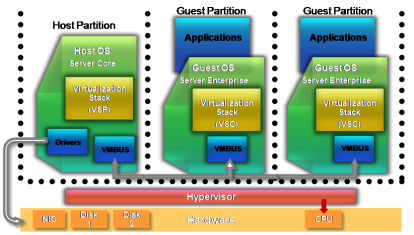 Host Partition
Guest Partition
Guest Partition
Applications
Applications
Host OS
Server Core
Guest OS
Server Enterprise
Guest OS
Server Enterprise
Virtualization
Stack
(VSP)
Virtualization
Stack
(VSC)
Virtualization
Stack
(VSC)
Drivers
VMBUS
VMBUS
VMBUS
Hypervisor
NIC
Disk
1
Disk
2
Hardware
CPU